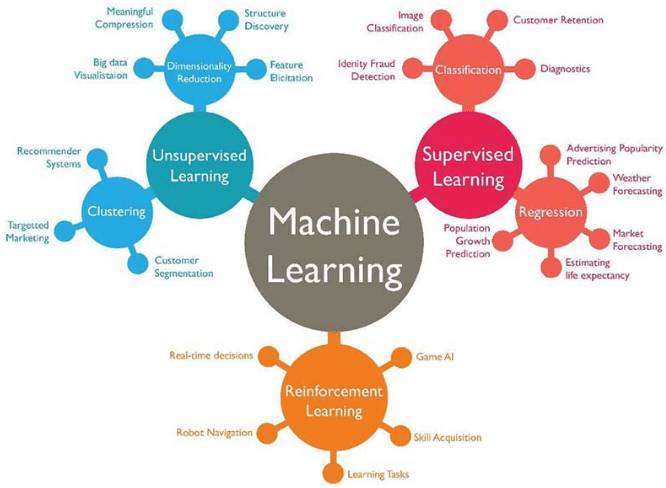 Meaningful
Compression
Structure
Discovery
Big data
Visualistaion
Dimensionality
Reduction
Feature
Elicitation
Unsupervised
Learning
Recommender
Systems
Clustering
Targetted
Marketing
Customer
Segmentation
Machine
Learning
Image
Classification
Customer Retention
Idenity Fraud
Detection
Classification
Diagnostics
Supervised
Learning
Advertising Popularity
Prediction
Weather
Forecasting
Regression
Population
Growth
Prediction
Market
Forecasting
Estimating
life expectancy
Real-time decisions
Game AI
Reinforcement
Learning
Robot Navigation
Skill Acquisition
Learning Tasks